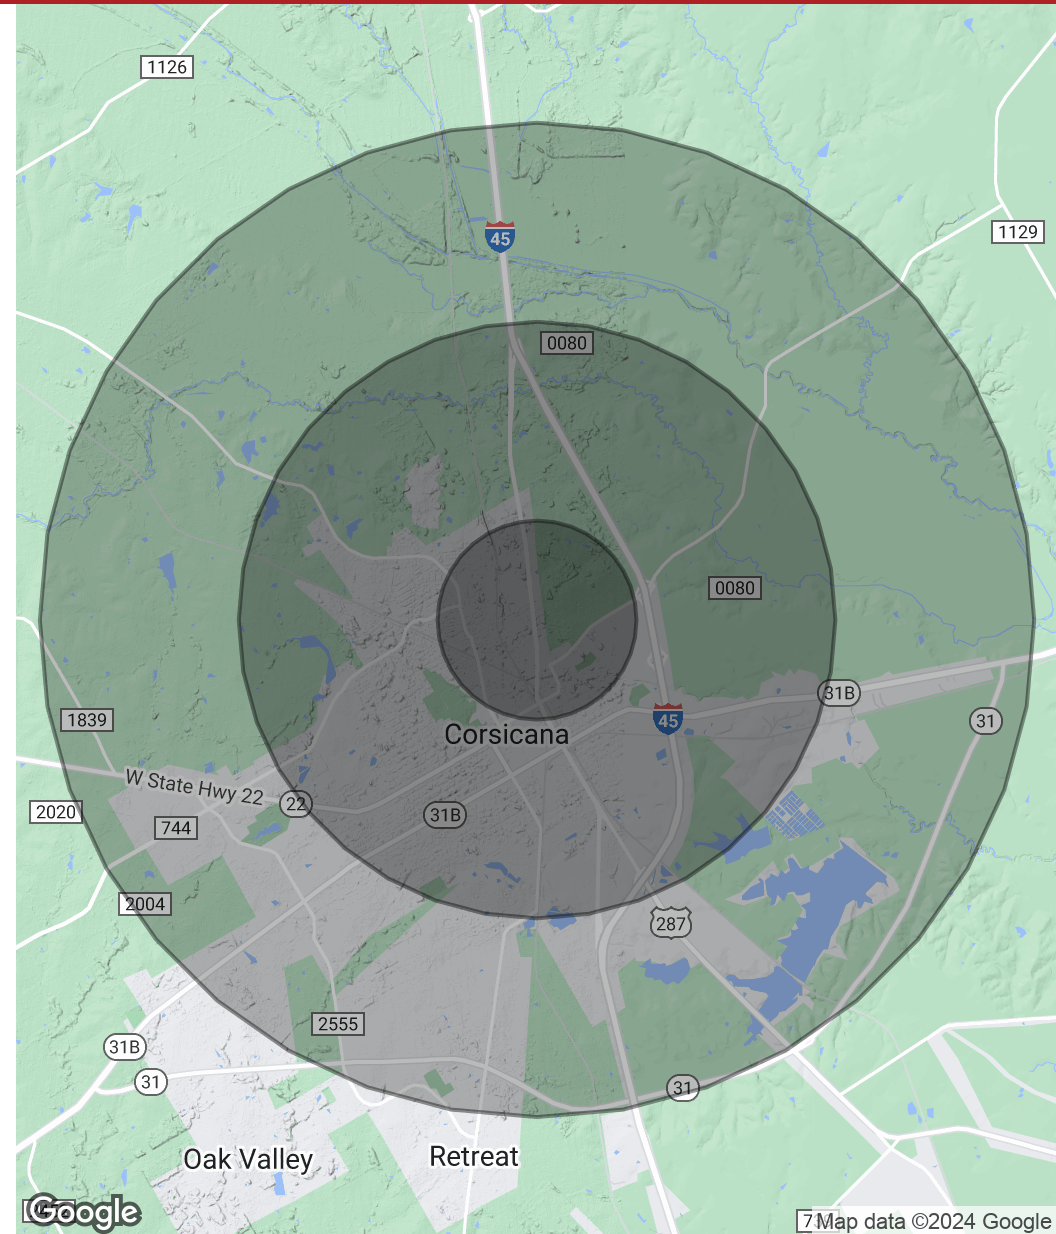 1126
45
1129
0080
0080
31B
1839
45
31
Corsicana
W State Hwy 22
22
2020
31B
744
2004
287
2555
31B
31
31
Oak Valley
Retreat
Google
Map data ©2024 Google